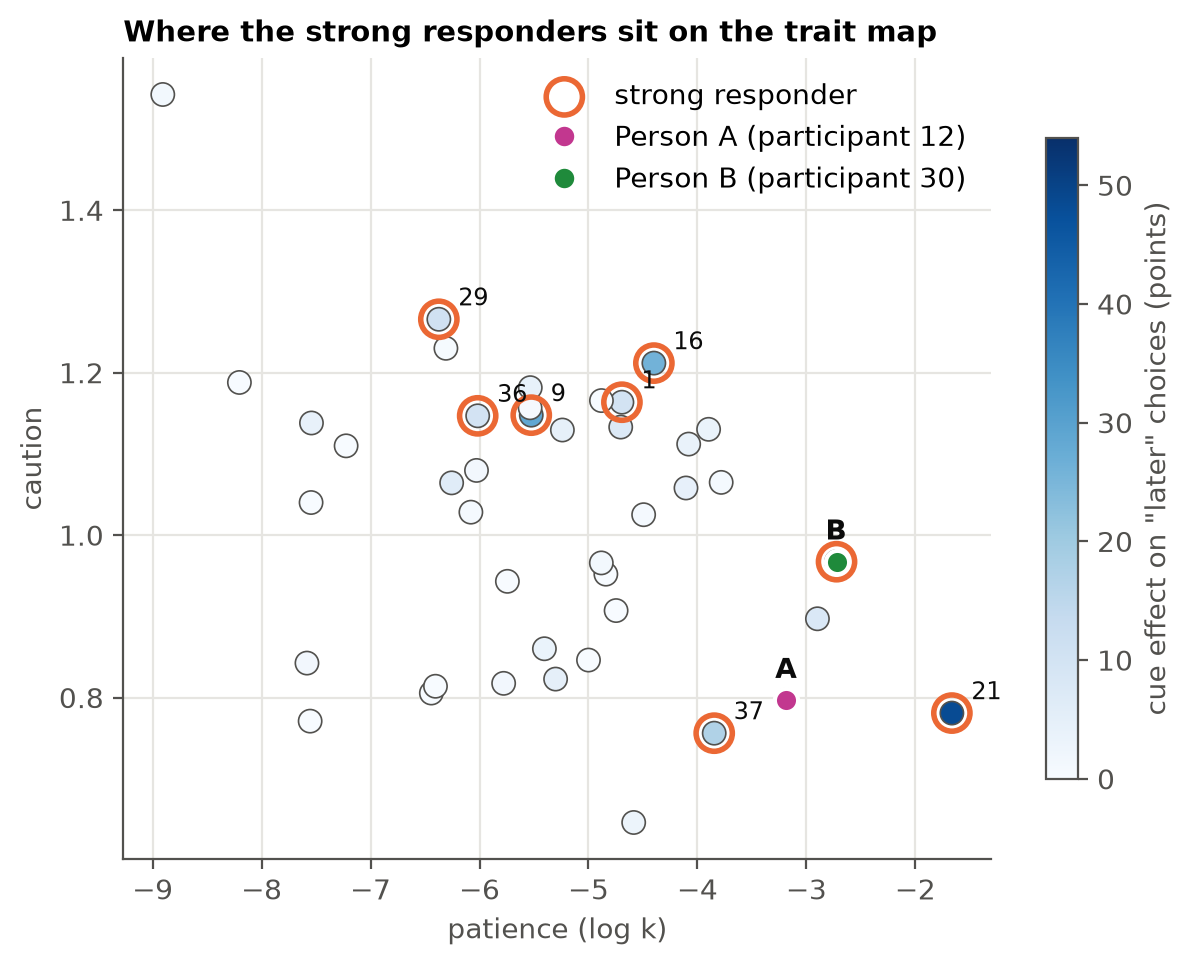 Where the strong responders sit on the trait map
strong responder
Person A (participant 12)
Person B (participant 30)
29
16
1
36
9
B
A
21
37
1.4
1.2
1.0
0.8
caution
−9
−8
−7
−6
−5
−4
−3
−2
patience (log k)
50
40
30
20
10
0
cue effect on "later" choices (points)